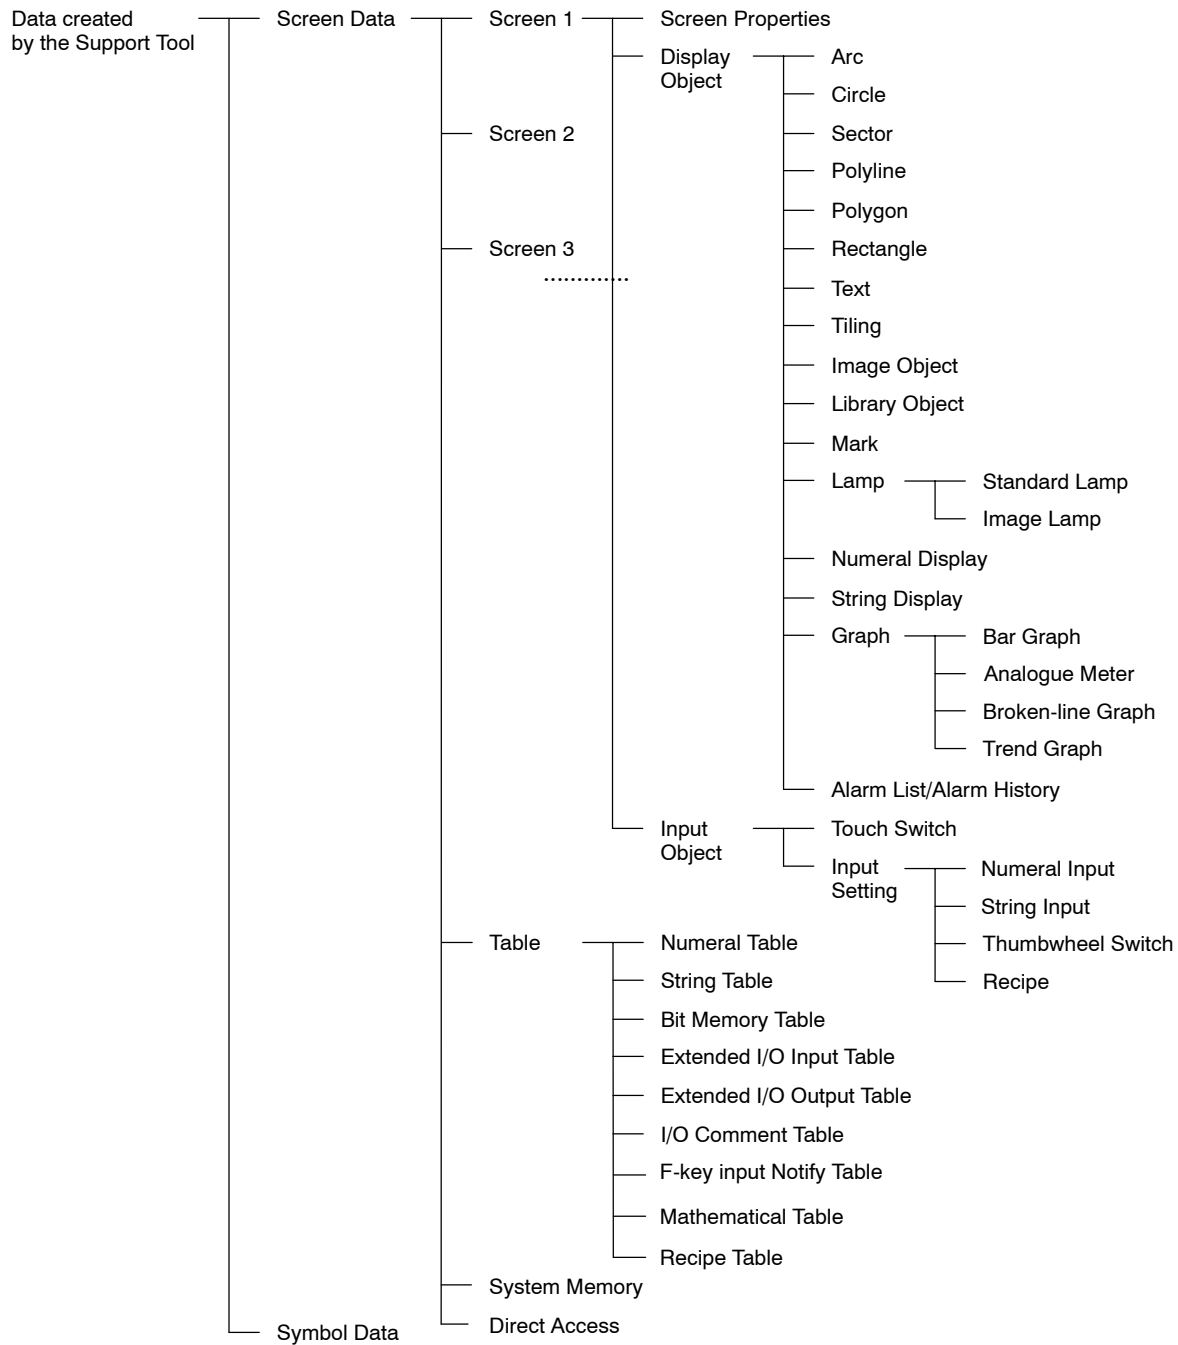 Data created
by the Support Tool
Screen Data
Screen 1
Screen Properties
Display
Object
Arc
Circle
Screen 2
Sector
Polyline
Polygon
Screen 3
Rectangle
Text
Tiling
Image Object
Library Object
Mark
Lamp
Standard Lamp
Image Lamp
Numeral Display
String Display
Graph
Bar Graph
Analogue Meter
Broken-line Graph
Trend Graph
Alarm List/Alarm History
Input
Object
Touch Switch
Input
Setting
Numeral Input
String Input
Thumbwheel Switch
Recipe
Table
Numeral Table
String Table
Bit Memory Table
Extended I/O Input Table
Extended I/O Output Table
I/O Comment Table
F-key input Notify Table
Mathematical Table
Recipe Table
System Memory
Direct Access
Symbol Data